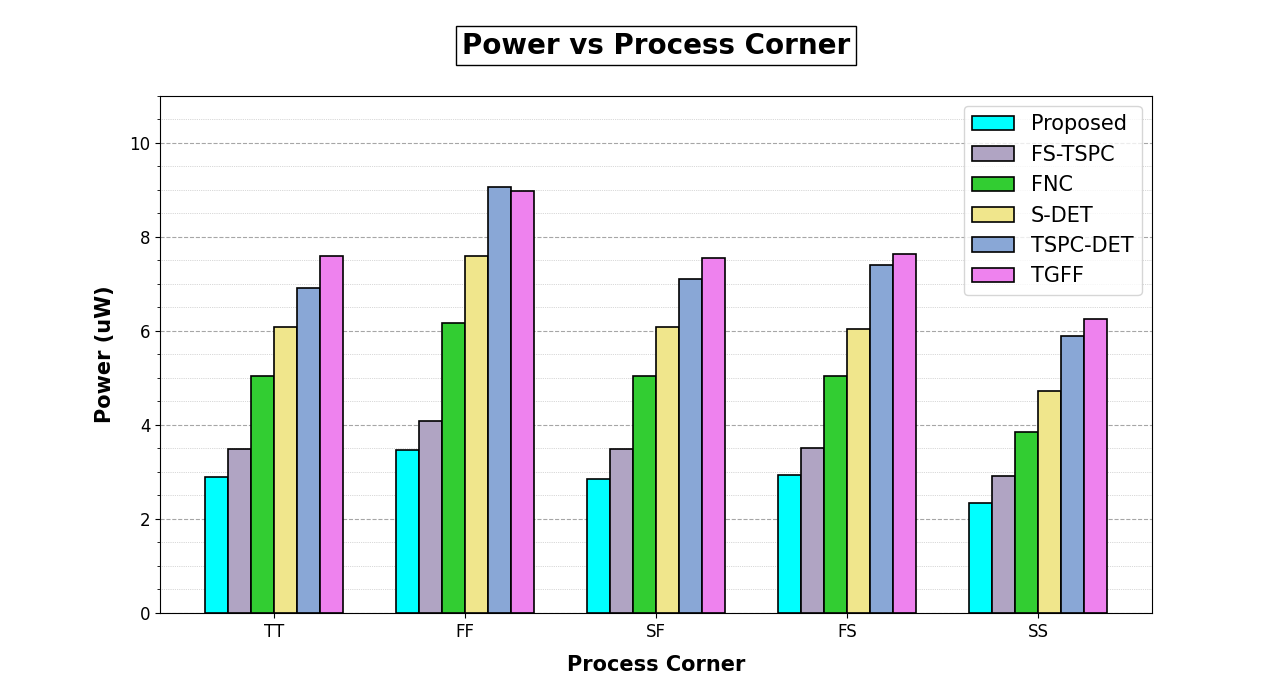 Power vs Process Corner
Power (uW)
10
8
6
4
2
0
Proposed
FS-TSPC
FNC
S-DET
TSPC-DET
TGFF
TT FF SF FS SS
Process Corner